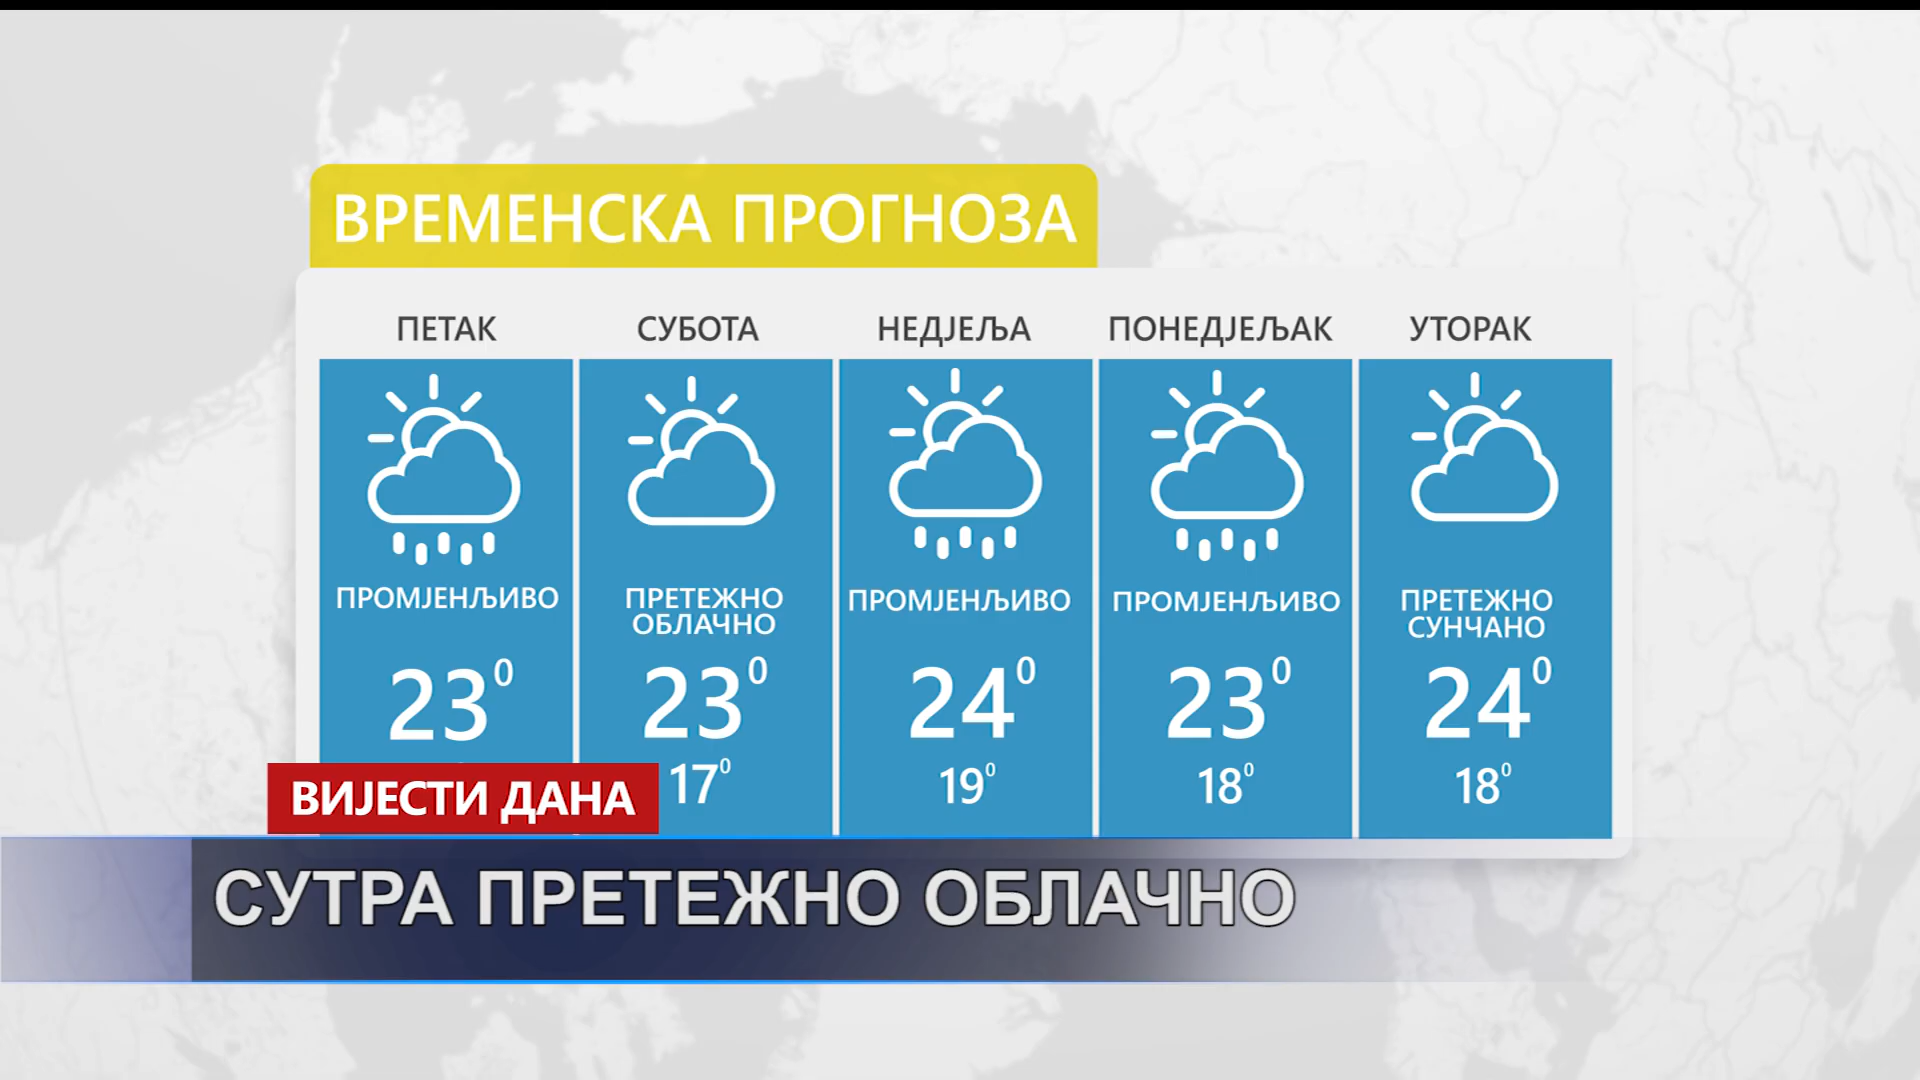 ВРЕМЕНСКА ПРОГНОЗА
ПЕТАК
СУБОТА
НЕДЈЕЉА
ПОНЕДЈЕЉАК
УТОРАК
ПРОМЈЕНЉИВО
ПРЕТЕЖНО
ОБЛАЧНО
ПРОМЈЕНЉИВО
ПРОМЈЕНЉИВО
ПРЕТЕЖНО
СУНЧАНО
23⁰
23⁰
24⁰
23⁰
24⁰
17⁰
19⁰
18⁰
18⁰
ВИЈЕСТИ ДАНА
СУТРА ПРЕТЕЖНО ОБЛАЧНО